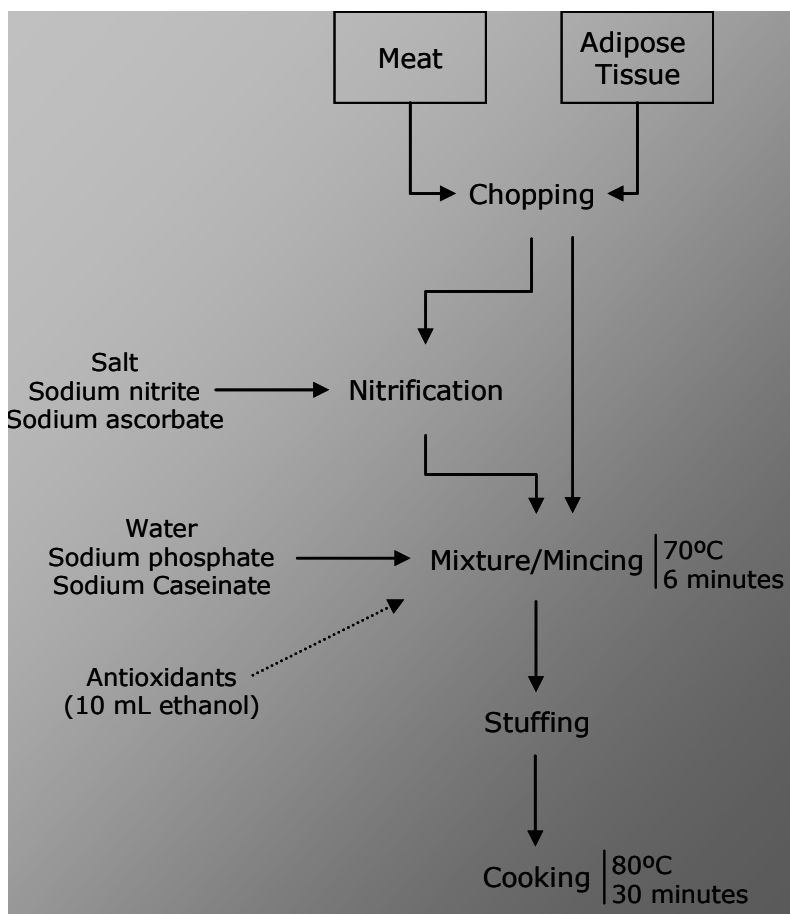 Meat
Adipose
Tissue
Chopping
Salt
Sodium nitrite
Sodium ascorbate
Nitrification
Water
Sodium phosphate
Sodium Caseinate
Mixture/Mincing
70ºC
6 minutes
Antioxidants
(10 mL ethanol)
Stuffing
Cooking
80ºC
30 minutes